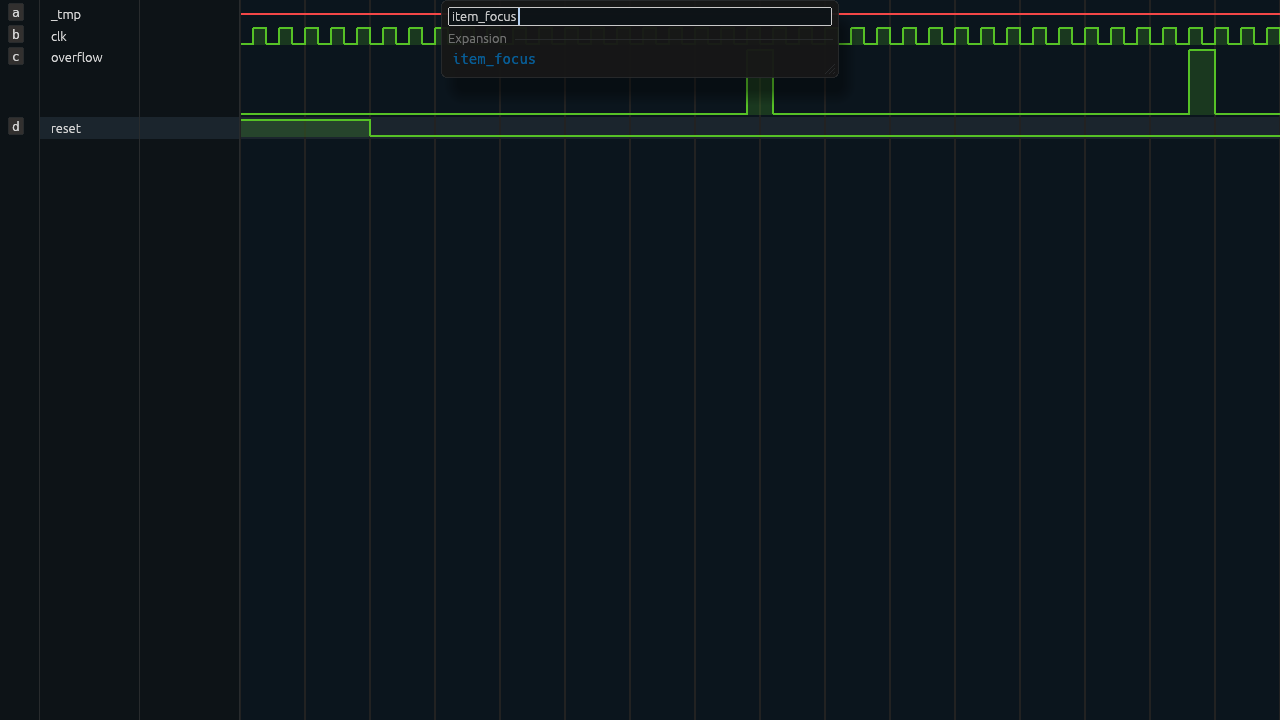 a _tmp
b clk
c overflow
d reset
item_focus
Expansion
item_focus